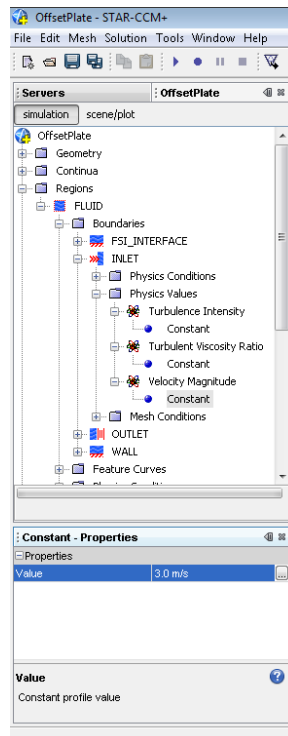 OffsetPlate - STAR-CCM+
File Edit Mesh Solution Tools Window Help
Servers OffsetPlate
simulation scene/plot
OffsetPlate
Geometry
Continua
Regions
FLUID
Boundaries
FSI_INTERFACE
INLET
Physics Conditions
Physics Values
Turbulence Intensity
Constant
Turbulent Viscosity Ratio
Constant
Velocity Magnitude
Constant
Mesh Conditions
OUTLET
WALL
Feature Curves
Constant - Properties
Properties
Value 3.0 m/s ...
Value
Constant profile value